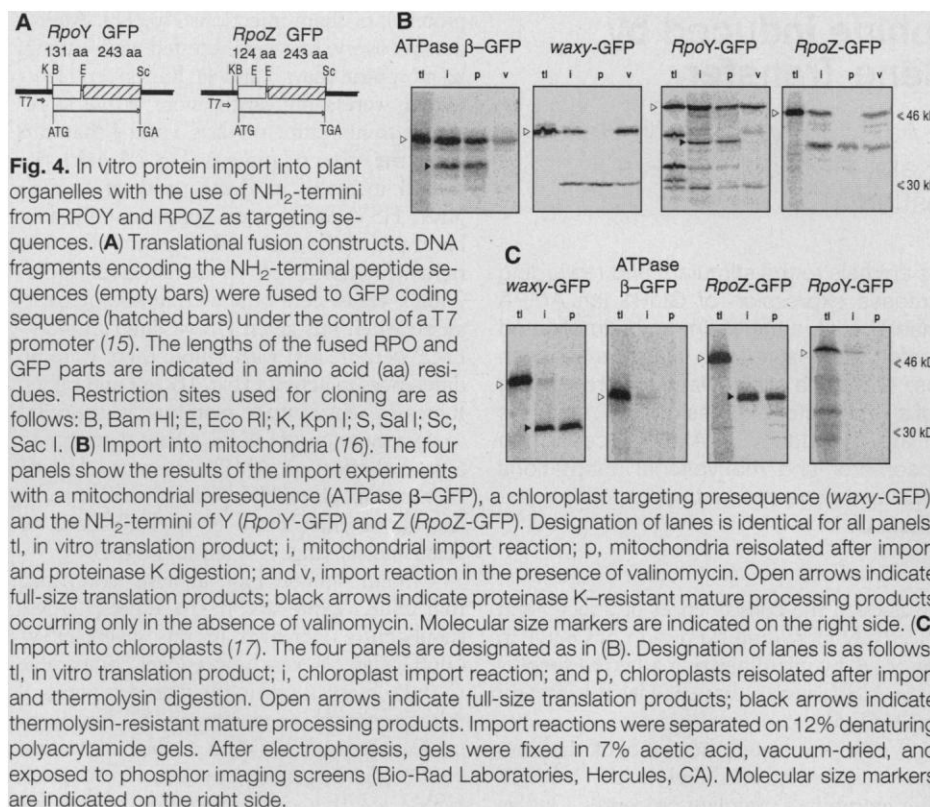 A
RpoY GFP
131 aa 243 aa
K B E Sc
T7
ATG TGA
RpoZ GFP
124 aa 243 aa
KB E E Sc
T7
ATG TGA
B
ATPase β–GFP waxy-GFP RpoY-GFP RpoZ-GFP
tl i p v
tl i p v
tl i p v
tl i p v
< 46 kD
< 30 kD
C
waxy-GFP ATPase β–GFP RpoZ-GFP RpoY-GFP
tl i p
tl i p
tl i p
tl i p
< 46 kD
< 30 kD
Fig. 4. In vitro protein import into plant
organelles with the use of NH2-termini
from RPOY and RPOZ as targeting se-
quences. (A) Translational fusion constructs. DNA
fragments encoding the NH2-terminal peptide se-
quences (empty bars) were fused to GFP coding
sequence (hatched bars) under the control of a T7
promoter (15). The lengths of the fused RPO and
GFP parts are indicated in amino acid (aa) resi-
dues. Restriction sites used for cloning are as
follows: B, Bam HI; E, Eco RI; K, Kpn I; S, Sal I; Sc,
Sac I. (B) Import into mitochondria (16). The four
panels show the results of the import experiments
with a mitochondrial presequence (ATPase β–GFP), a chloroplast targeting presequence (waxy-GFP)
and the NH2-termini of Y (RpoY-GFP) and Z (RpoZ-GFP). Designation of lanes is identical for all panels
tl, in vitro translation product; i, mitochondrial import reaction; p, mitochondria reisolated after impor
and proteinase K digestion; and v, import reaction in the presence of valinomycin. Open arrows indicate
full-size translation products; black arrows indicate proteinase K–resistant mature processing products
occurring only in the absence of valinomycin. Molecular size markers are indicated on the right side. (C
Import into chloroplasts (17). The four panels are designated as in (B). Designation of lanes is as follows
tl, in vitro translation product; i, chloroplast import reaction; and p, chloroplasts reisolated after impor
and thermolysin digestion. Open arrows indicate full-size translation products; black arrows indicate
thermolysin-resistant mature processing products. Import reactions were separated on 12% denaturing
polyacrylamide gels. After electrophoresis, gels were fixed in 7% acetic acid, vacuum-dried, and
exposed to phosphor imaging screens (Bio-Rad Laboratories, Hercules, CA). Molecular size markers
are indicated on the right side.